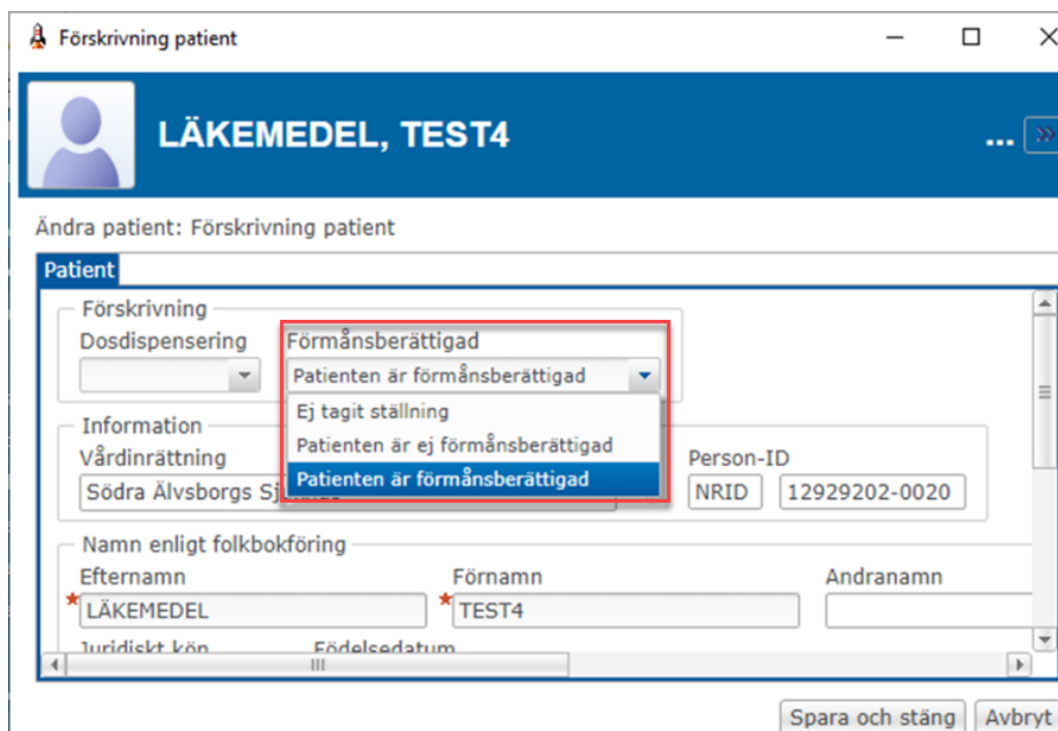 Förskrivning patient
LÄKEMEDEL, TEST4
...
Ändra patient: Förskrivning patient
Patient
Förskrivning
Dosdispensering
Förmånsberättigad
Patienten är förmånsberättigad
Ej tagit ställning
Patienten är ej förmånsberättigad
Patienten är förmånsberättigad
Information
Vårdinrättning
Person-ID
Södra Älvsborgs
NRID 12929202-0020
Namn enligt folkbokföring
Efternamn Förnamn Andranamn
LÄKEMEDEL TEST4
Juridiskt kön Födelsedatum
Spara och stäng Avbryt